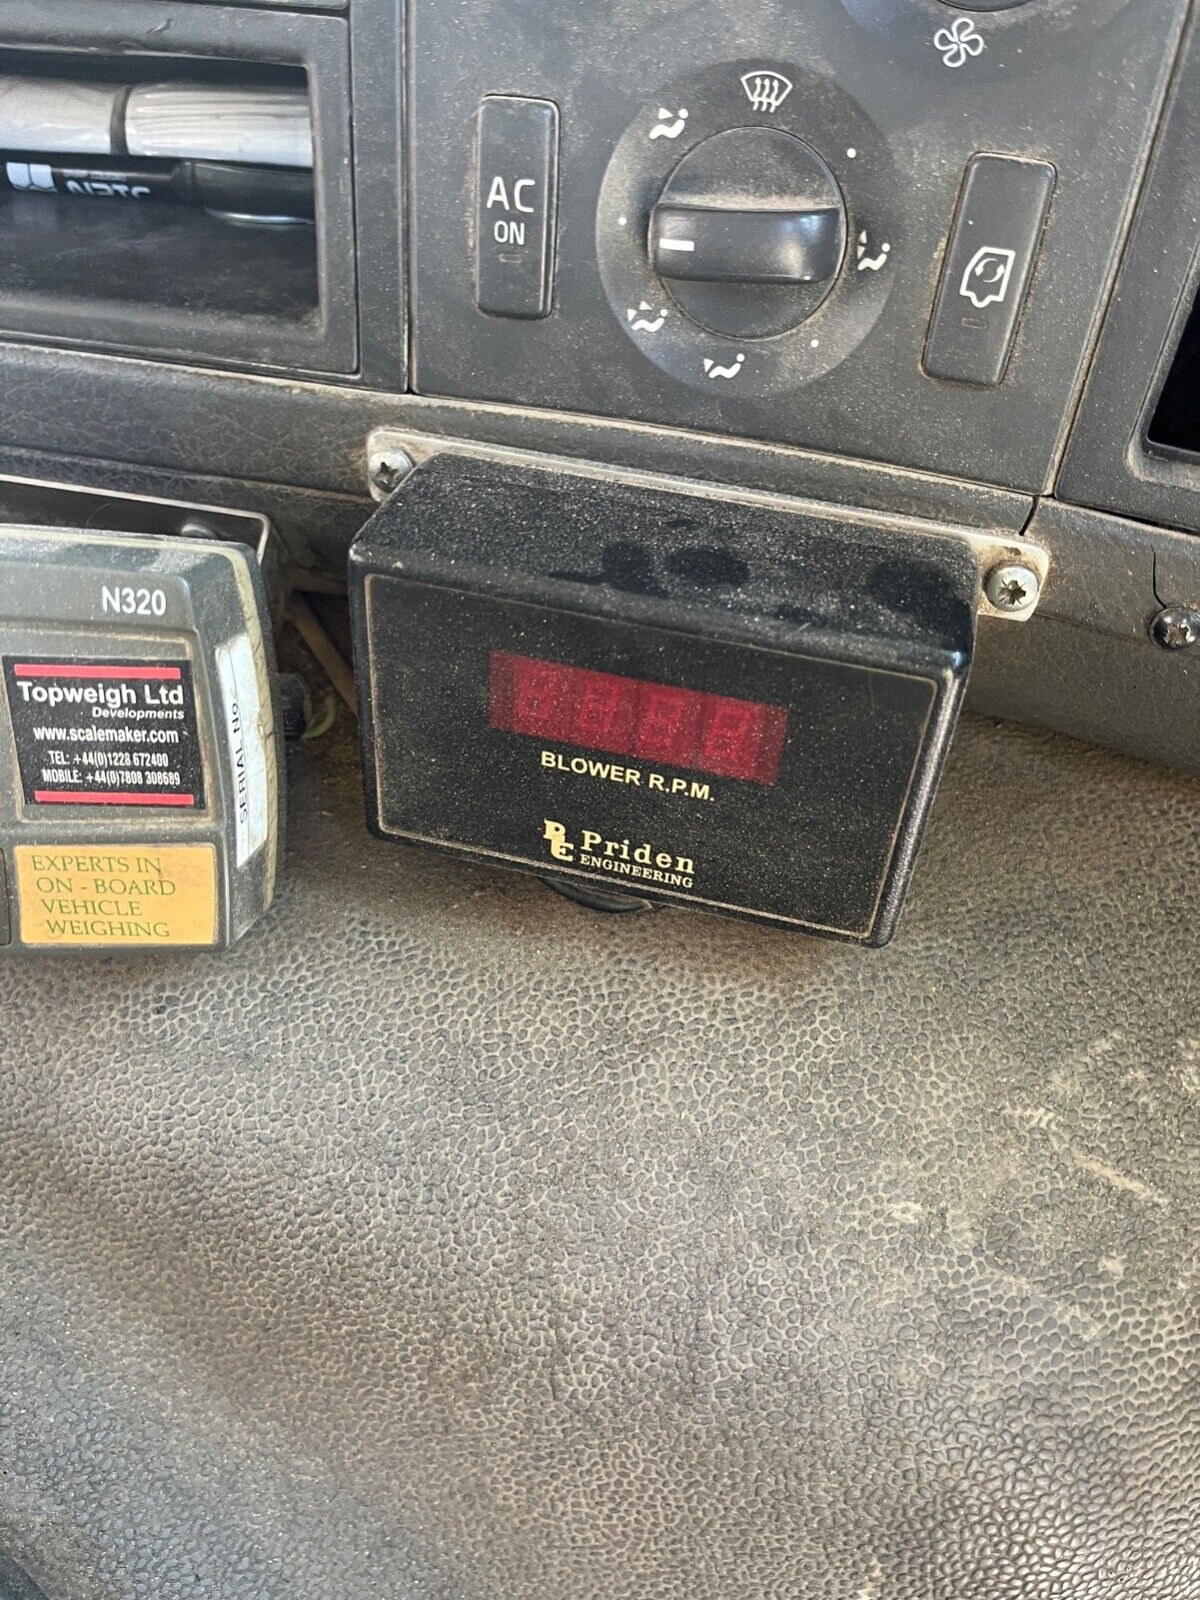 AC
ON
N320
Topweigh Ltd
Developments
www.scalemaker.com
TEL: +44(0)1228 672400
MOBILE: +44(0)7808 308689
SERIAL No.
EXPERTS IN
ON - BOARD
VEHICLE
WEIGHING
BLOWER R.P.M.
PE Priden
ENGINEERING